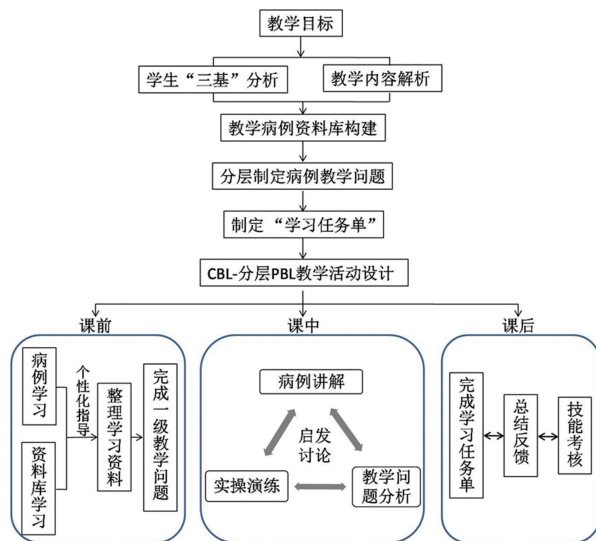 教学目标
学生“三基”分析
教学内容解析
教学病例资料库构建
分层制定病例教学问题
制定 “学习任务单”
CBL-分层PBL教学活动设计
课前
课中
课后
病例学习
资料库学习
个性化指导
整理学习资料
完成一级教学问题
病例讲解
启发
讨论
实操演练
教学问
题分析
完成学习任务单
总结反馈
技能考核